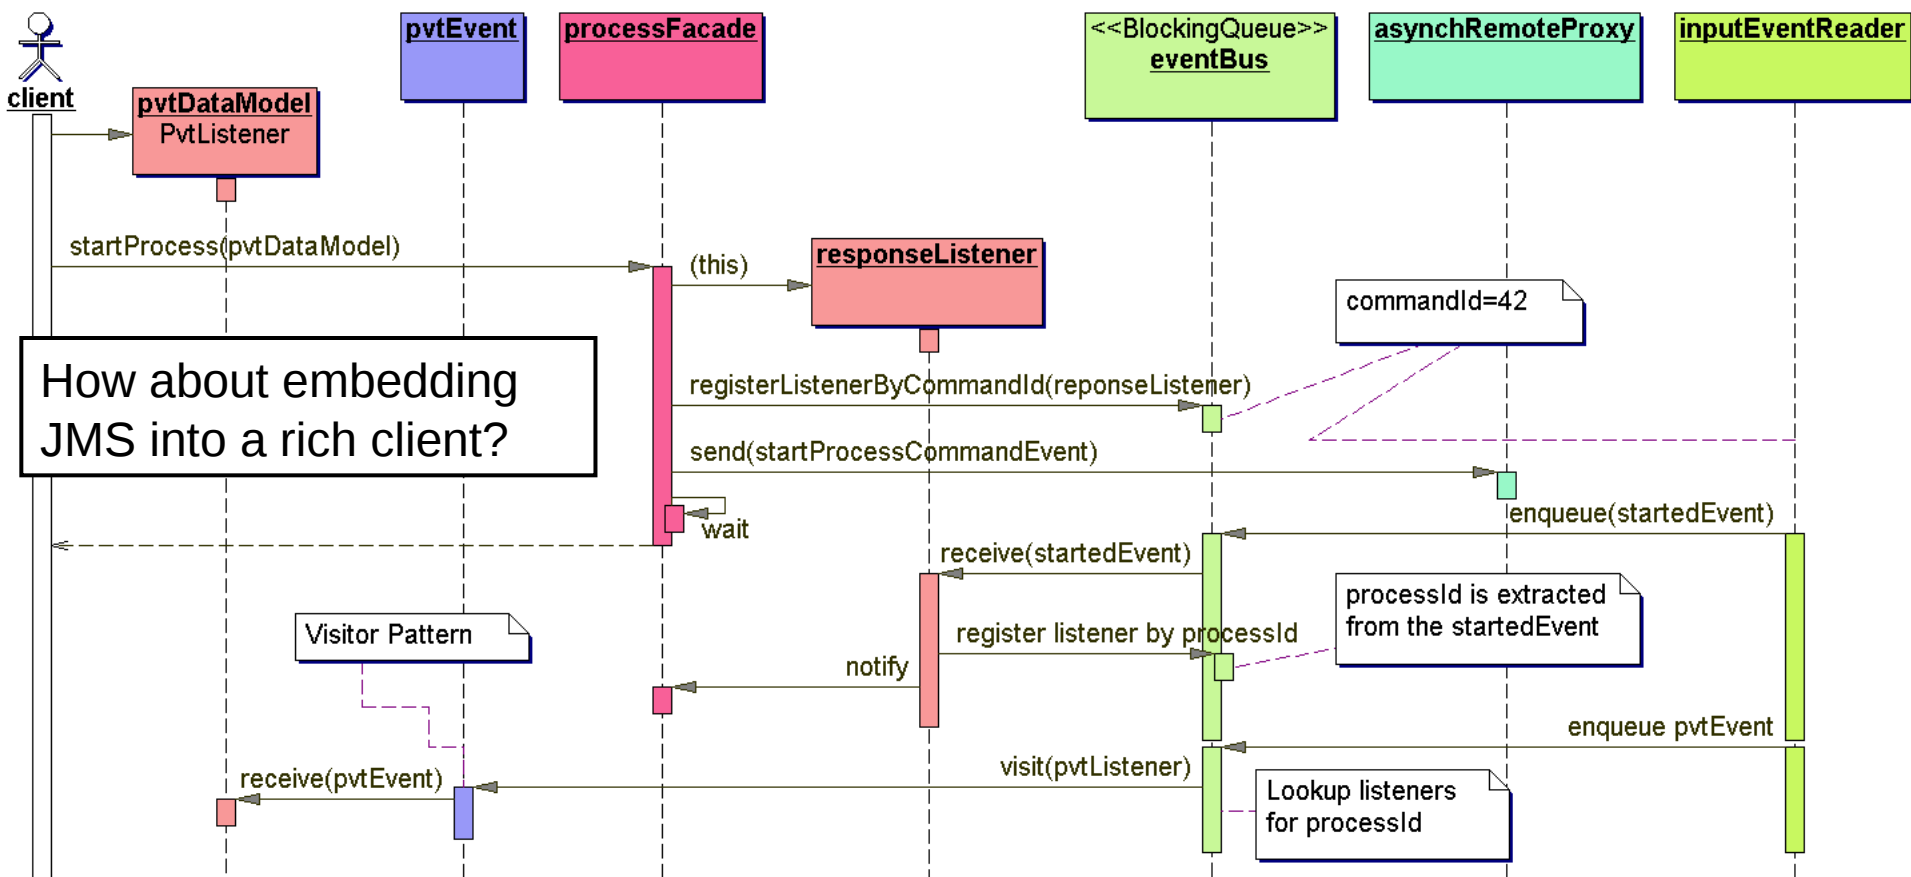 client
pvtDataModel
PvtListener
pvtEvent
processFacade
<<BlockingQueue>>
eventBus
asynchRemoteProxy
inputEventReader
startProcess(pvtDataModel)
(this)
responseListener
commandId=42
How about embedding
JMS into a rich client?
registerListenerByCommandId(reponseListener)
send(startProcessCommandEvent)
wait
enqueue(startedEvent)
receive(startedEvent)
processId is extracted
from the startedEvent
Visitor Pattern
register listener by processId
notify
enqueue pvtEvent
visit(pvtListener)
receive(pvtEvent)
Lookup listeners
for processId